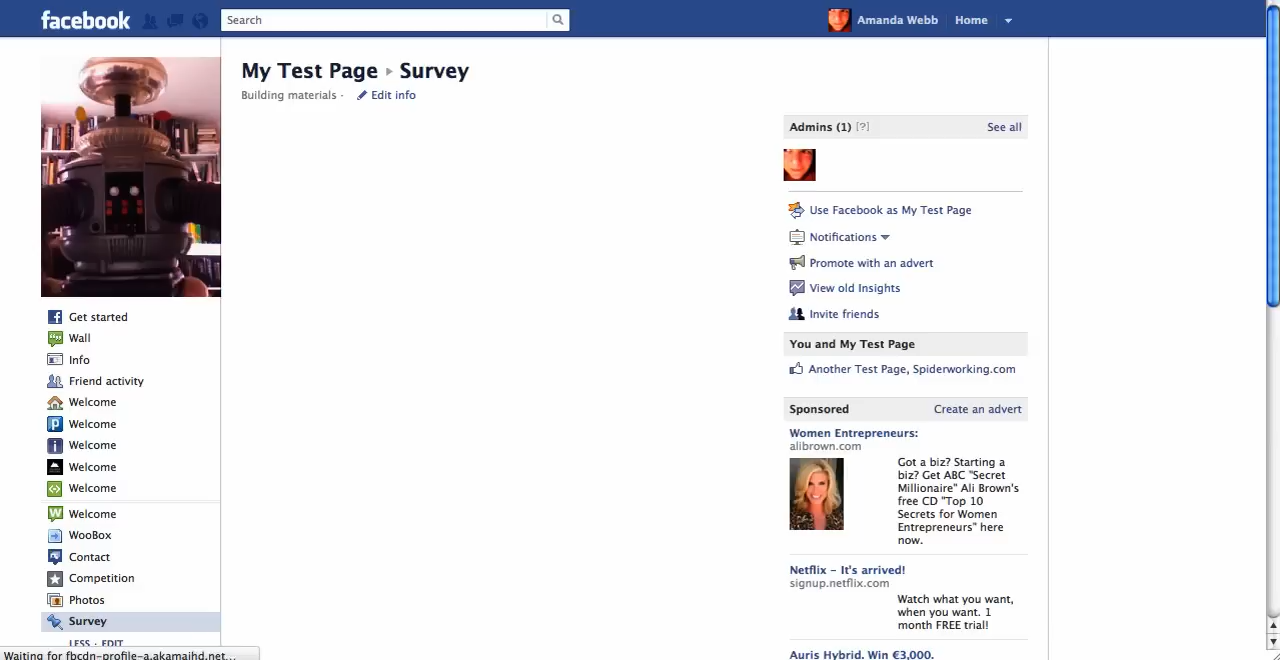 facebook
Search
Amanda Webb
Home
My Test Page ▸ Survey
Building materials ·
Edit info
Admins (1) [?]
See all
Use Facebook as My Test Page
Notifications
Promote with an advert
View old Insights
Invite friends
You and My Test Page
Another Test Page, Spiderworking.com
Sponsored
Create an advert
Women Entrepreneurs:
alibrown.com
Got a biz? Starting a
biz? Get ABC "Secret
Millionaire" Ali Brown's
free CD "Top 10
Secrets for Women
Entrepreneurs" here
now.
Netflix - It's arrived!
signup.netflix.com
Watch what you want,
when you want. 1
month FREE trial!
Auris Hybrid. Win €3,000.
Get started
Wall
Info
Friend activity
Welcome
Welcome
Welcome
Welcome
Welcome
Welcome
WooBox
Contact
Competition
Photos
Survey
LESS · EDIT
Waiting for fbcdn-profile-a.akamaihd.net...